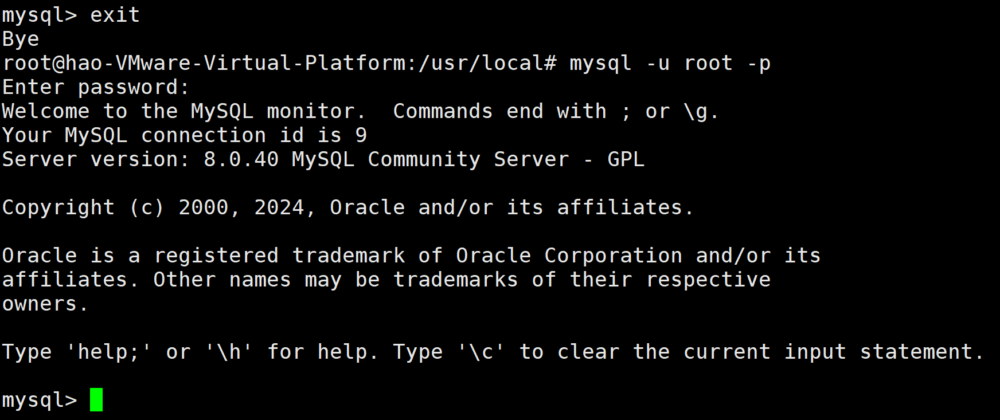 mysql> exit
Bye
root@hao-VMware-Virtual-Platform:/usr/local# mysql -u root -p
Enter password:
Welcome to the MySQL monitor.  Commands end with ; or \g.
Your MySQL connection id is 9
Server version: 8.0.40 MySQL Community Server - GPL

Copyright (c) 2000, 2024, Oracle and/or its affiliates.

Oracle is a registered trademark of Oracle Corporation and/or its
affiliates. Other names may be trademarks of their respective
owners.

Type 'help;' or '\h' for help. Type '\c' to clear the current input statement.

mysql>